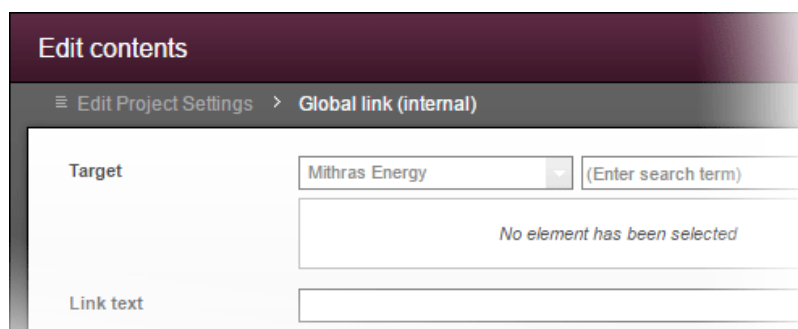 Edit contents
Edit Project Settings > Global link (internal)
Target Mithras Energy (Enter search term)
No element has been selected
Link text